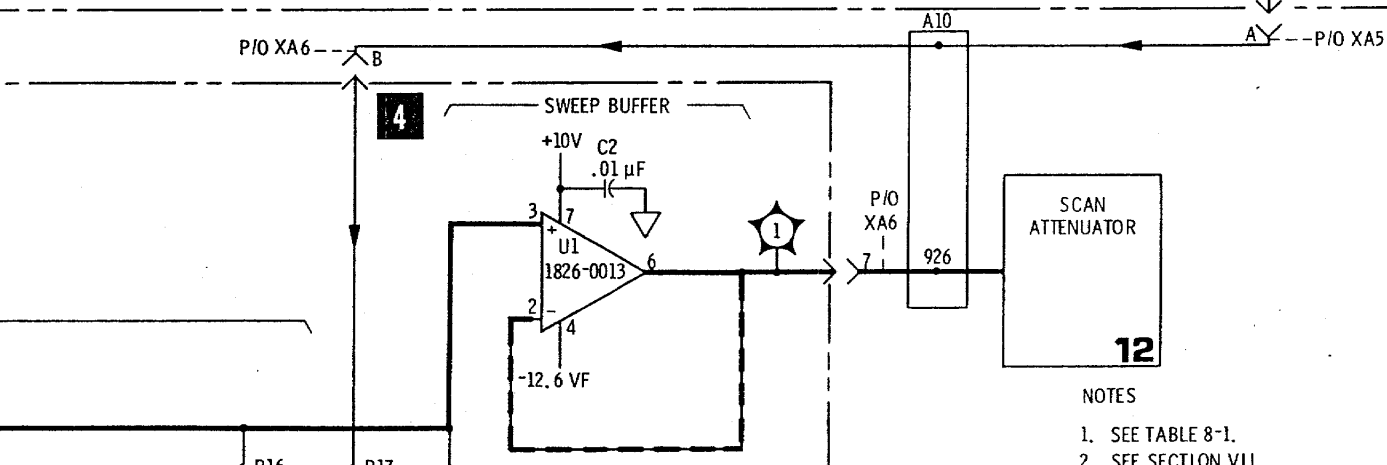 A10
P/O XA6
B
A
P/O XA5
4
SWEEP BUFFER
+10V
C2
.01 µF
3
7
+
U1
1826-0013
6
2
-
4
-12.6 VF
1
P/O
XA6
7
926
SCAN
ATTENUATOR
12
NOTES
1. SEE TABLE 8-1.
2. SEE SECTION VII
R16
R17